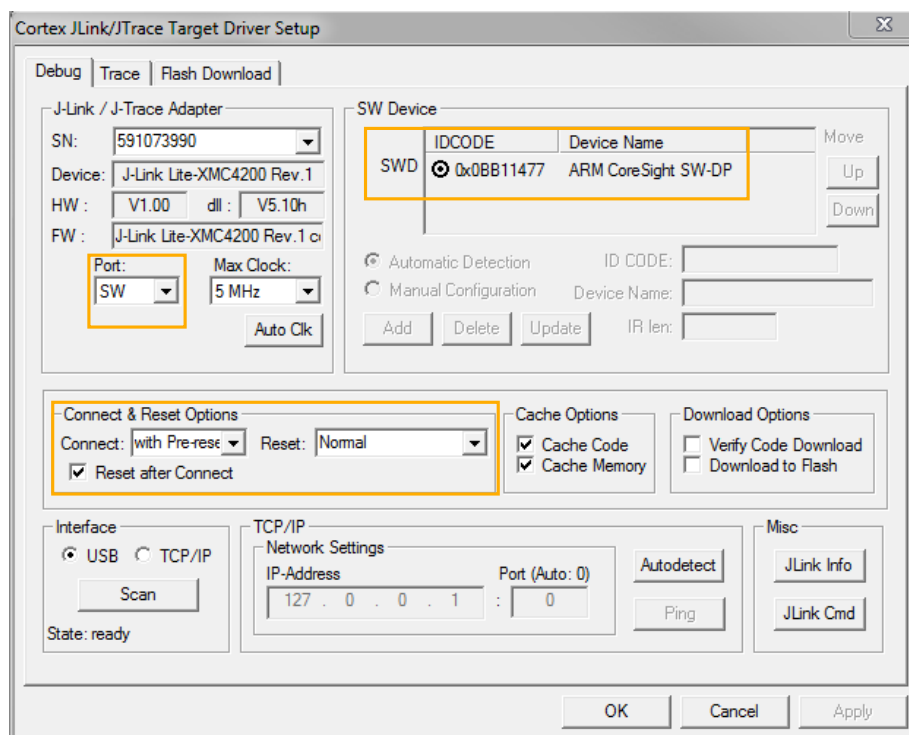 Cortex JLink/JTrace Target Driver Setup
Debug Trace Flash Download
J-Link / J-Trace Adapter
SN: 591073990
Device: J-Link Lite-XMC4200 Rev.1
HW : V1.00 dll : V5.10h
FW : J-Link Lite-XMC4200 Rev.1
Port: Max Clock:
SW 5 MHz
Auto Clk
SW Device
IDCODE Device Name Move
SWD 0x0BB11477 ARM CoreSight SW-DP Up
Down
Automatic Detection ID CODE:
Manual Configuration Device Name:
Add Delete Update IR len:
Connect & Reset Options
Connect: with Pre-rese Reset: Normal
Reset after Connect
Cache Options
Cache Code
Cache Memory
Download Options
Verify Code Download
Download to Flash
Interface
USB TCP/IP
Scan
State: ready
TCP/IP
Network Settings
IP-Address Port (Auto: 0)
127 . 0 . 0 . 1 : 0
Autodetect
Ping
Misc
JLink Info
JLink Cmd
OK Cancel Apply